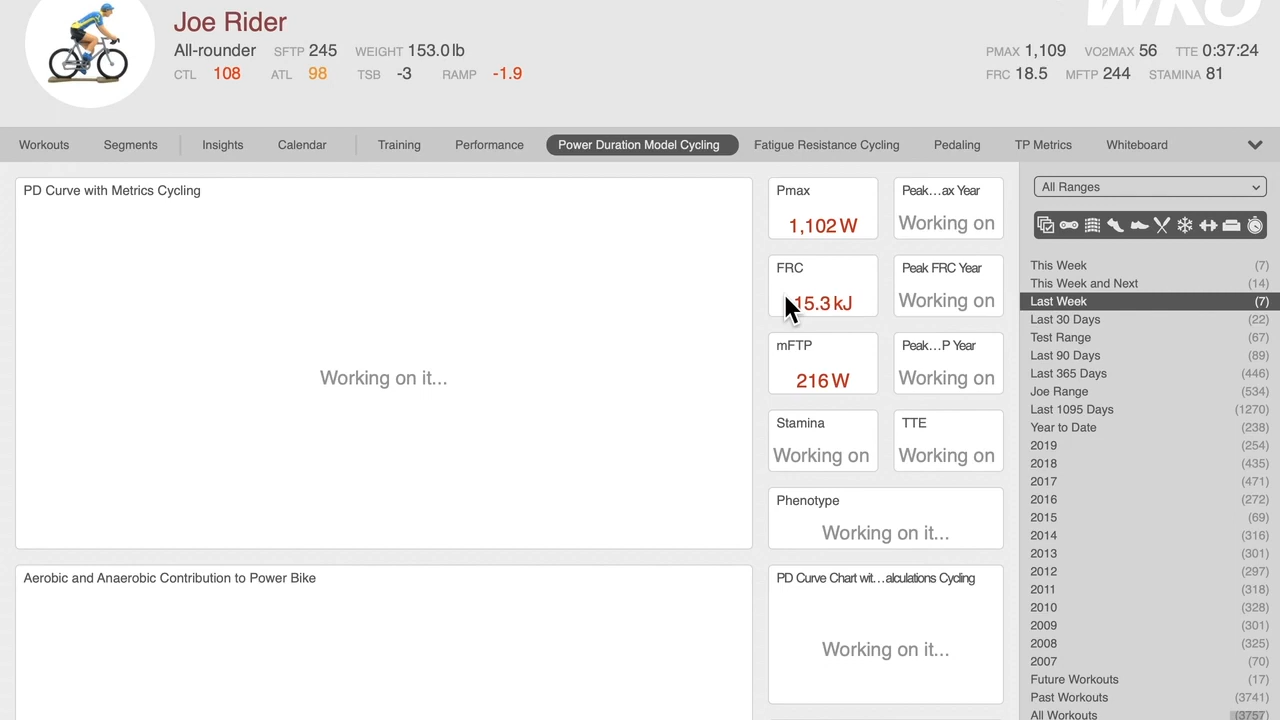 Joe Rider
WKO
All-rounder SFTP 245 WEIGHT 153.0 lb
PMAX 1,109 VO2MAX 56 TTE 0:37:24
CTL 108 ATL 98 TSB -3 RAMP -1.9
FRC 18.5 MFTP 244 STAMINA 81
Workouts Segments Insights Calendar Training Performance Power Duration Model Cycling Fatigue Resistance Cycling Pedaling TP Metrics Whiteboard
PD Curve with Metrics Cycling
Working on it...
Pmax
1,102 W
Peak…ax Year
Working on
FRC
15.3 kJ
Peak FRC Year
Working on
mFTP
216 W
Peak…P Year
Working on
Stamina
Working on
TTE
Working on
Phenotype
Working on it...
Aerobic and Anaerobic Contribution to Power Bike
PD Curve Chart wit…alculations Cycling
Working on it...
All Ranges
This Week (7)
This Week and Next (14)
Last Week (7)
Last 30 Days (22)
Test Range (67)
Last 90 Days (89)
Last 365 Days (446)
Joe Range (534)
Last 1095 Days (1270)
Year to Date (238)
2019 (254)
2018 (435)
2017 (471)
2016 (272)
2015 (69)
2014 (316)
2013 (301)
2012 (297)
2011 (318)
2010 (328)
2009 (301)
2008 (325)
2007 (70)
Future Workouts (17)
Past Workouts (3741)
All Workouts (3757)